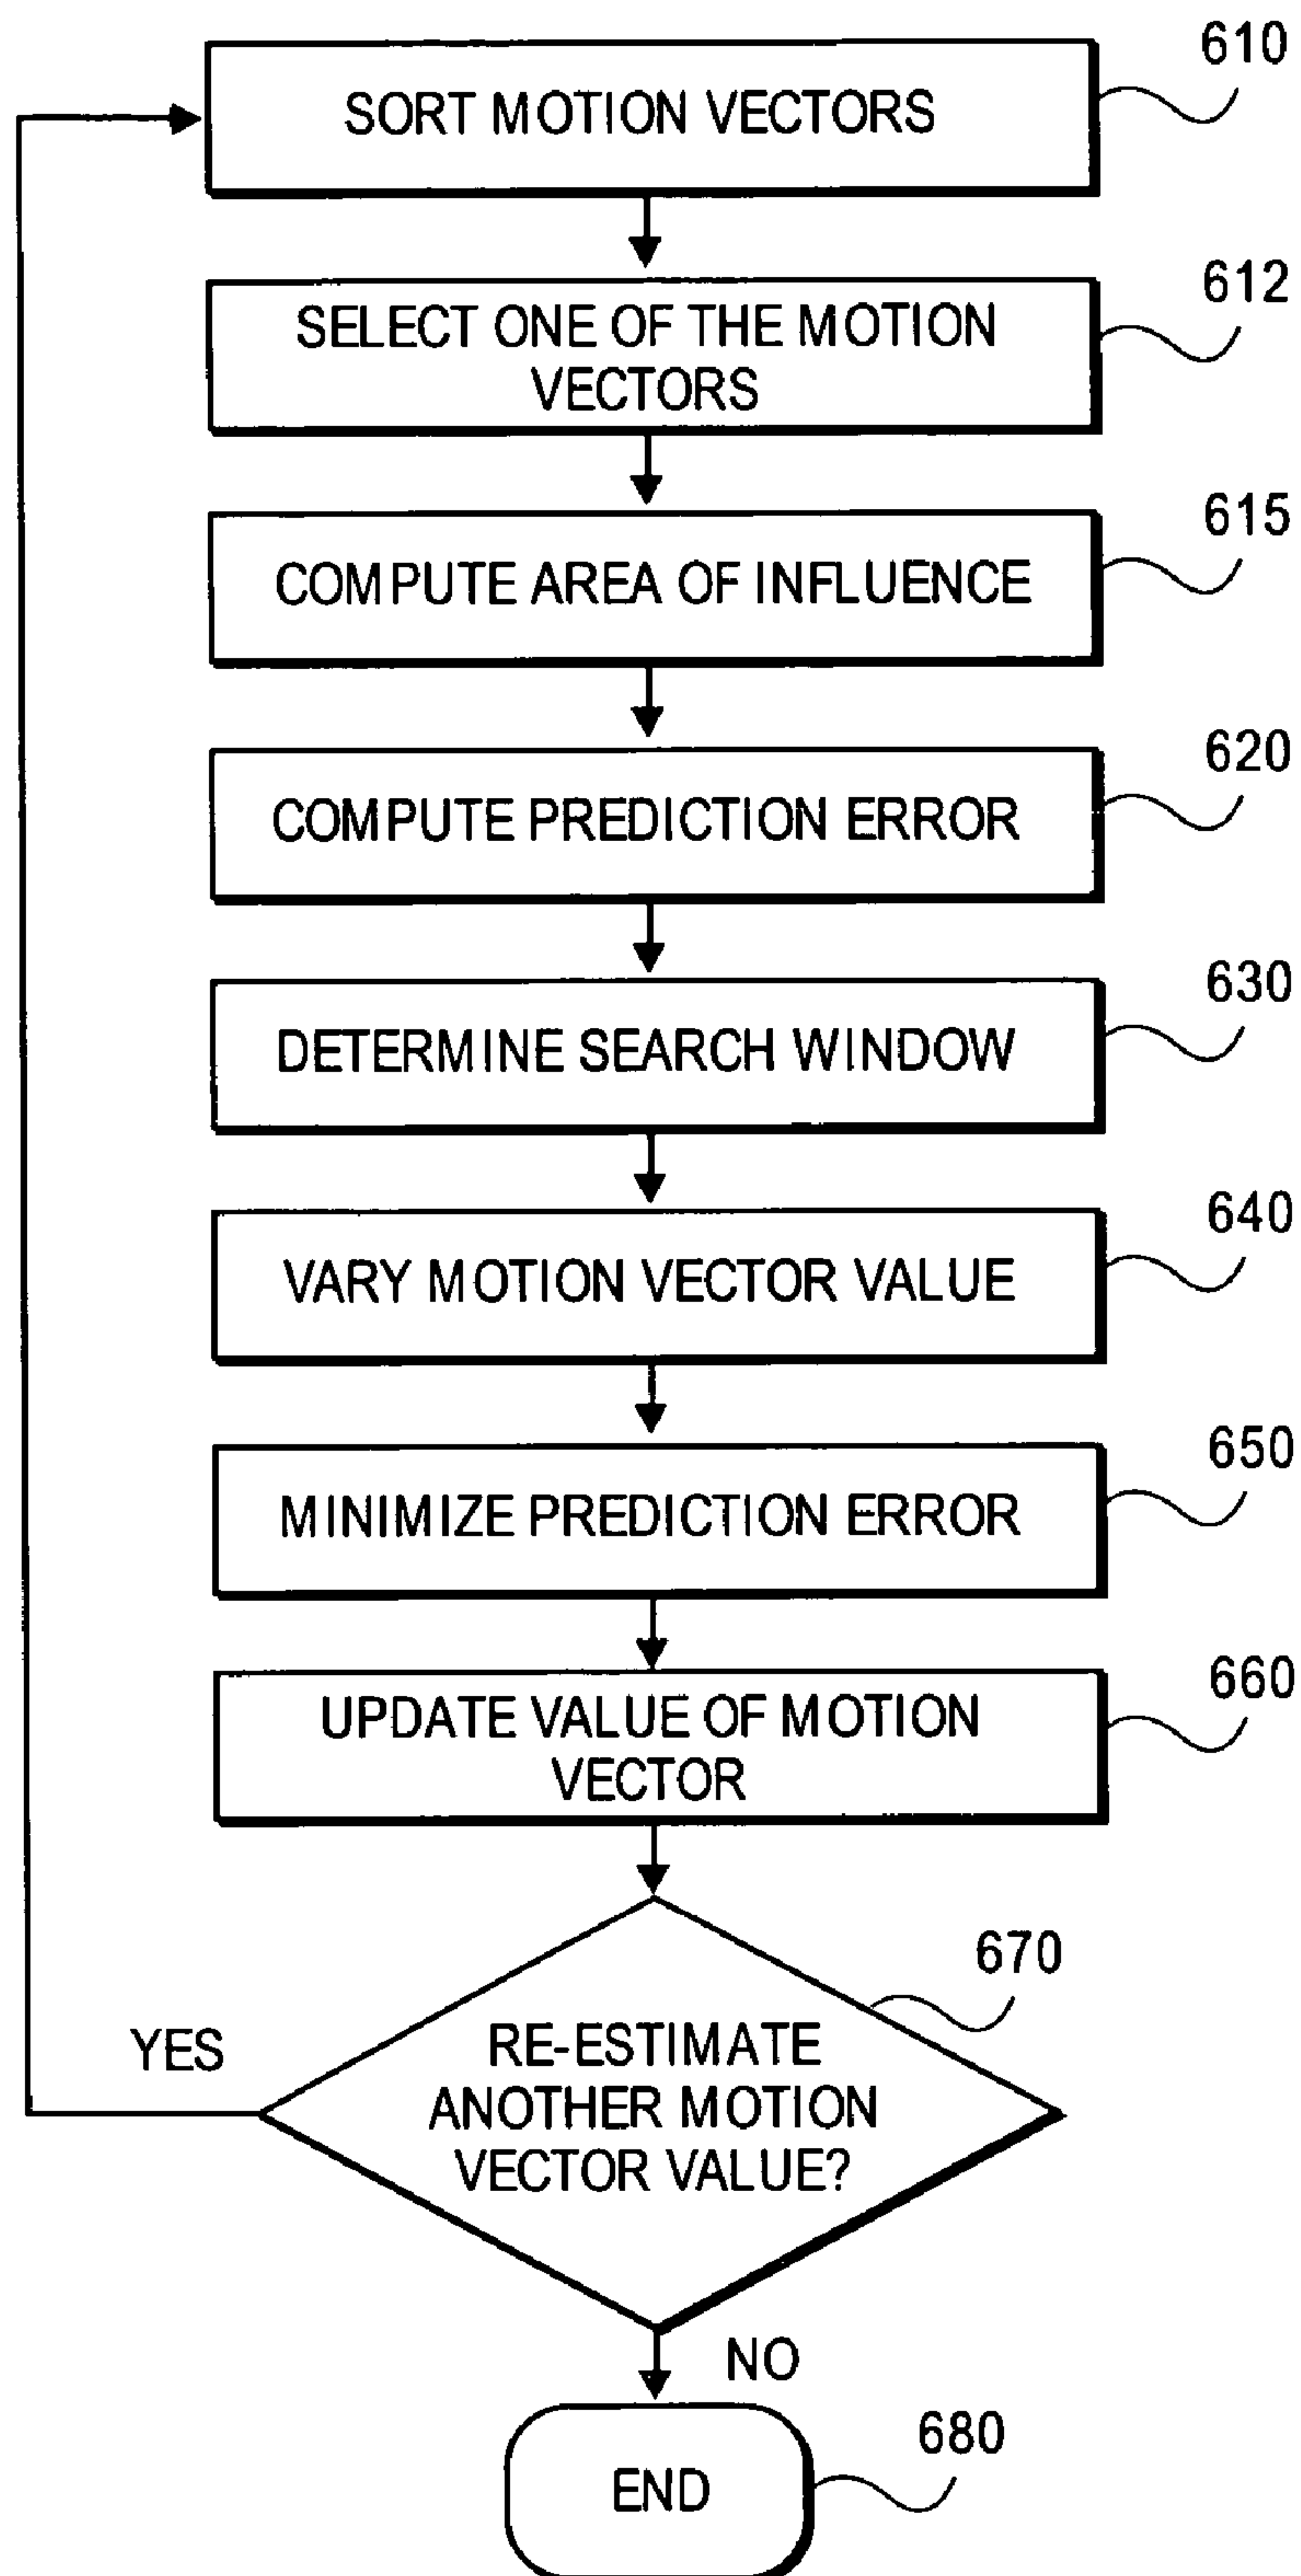 610
SORT MOTION VECTORS
612
SELECT ONE OF THE MOTION
VECTORS
615
COMPUTE AREA OF INFLUENCE
620
COMPUTE PREDICTION ERROR
630
DETERMINE SEARCH WINDOW
640
VARY MOTION VECTOR VALUE
650
MINIMIZE PREDICTION ERROR
660
UPDATE VALUE OF MOTION
VECTOR
670
YES
RE-ESTIMATE
ANOTHER MOTION
VECTOR VALUE?
NO
680
END